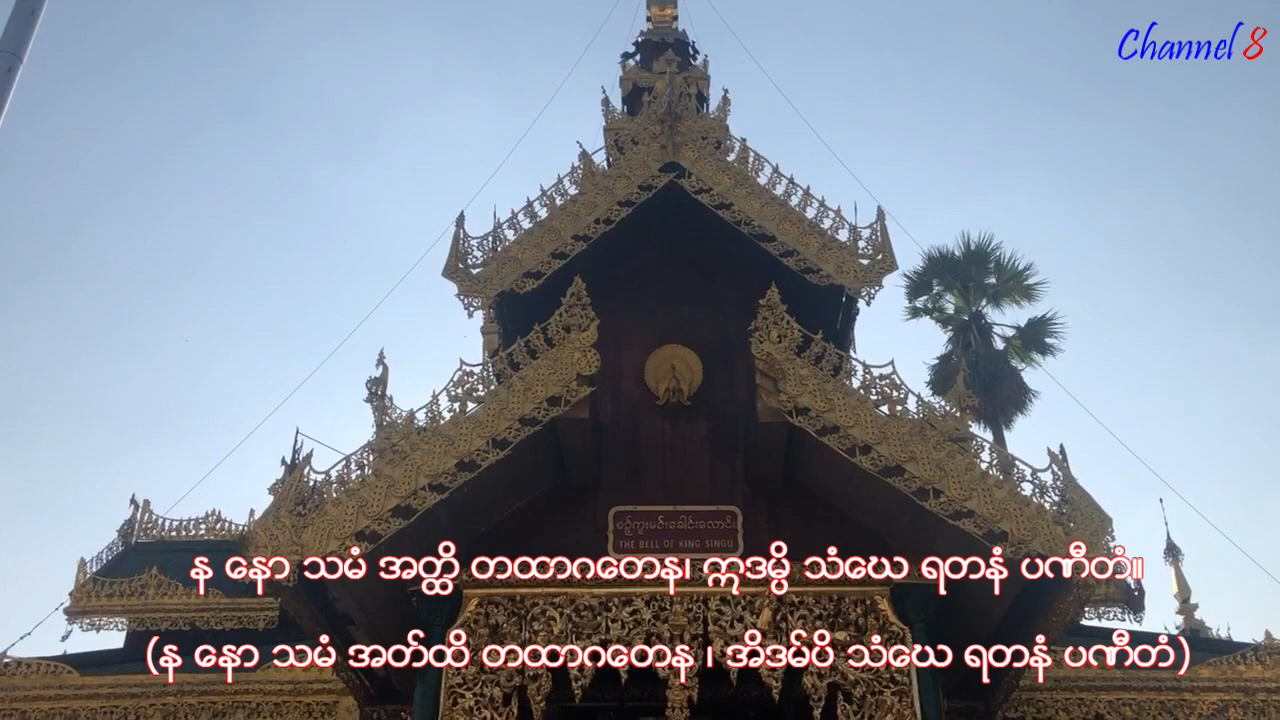 Channel 8
စဉ့်ကူးမင်းခေါင်းလောင်း
THE BELL OF KING SINGU
န နော သမံ အတ္ထိ တထာဂတေန၊ ဣဒမ္ပိ သံဃေ ရတနံ ပဏီတံ။
(န နော သမံ အတ်ထိ တထာဂတေန ၊ အိဒမ်ပိ သံဃေ ရတနံ ပဏီတံ)